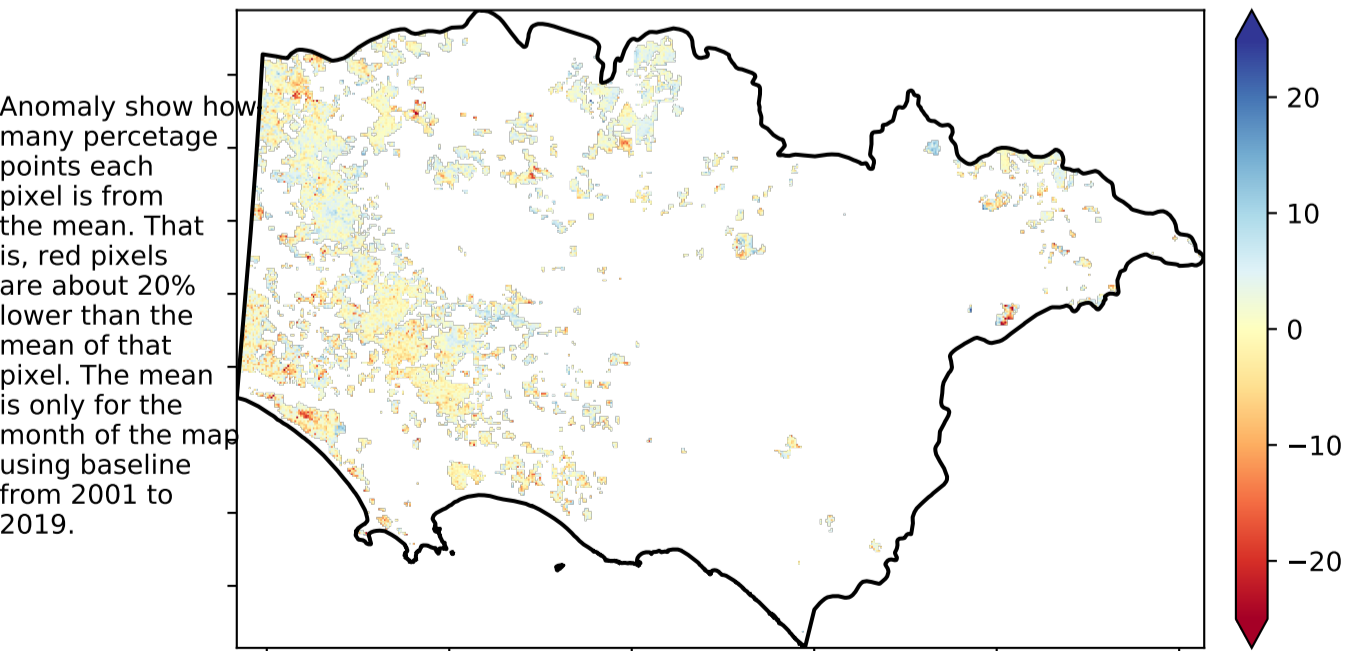 Anomaly show how
many percetage
points each
pixel is from
the mean. That
is, red pixels
are about 20%
lower than the
mean of that
pixel. The mean
is only for the
month of the map
using baseline
from 2001 to
2019.
20
10
0
−10
−20